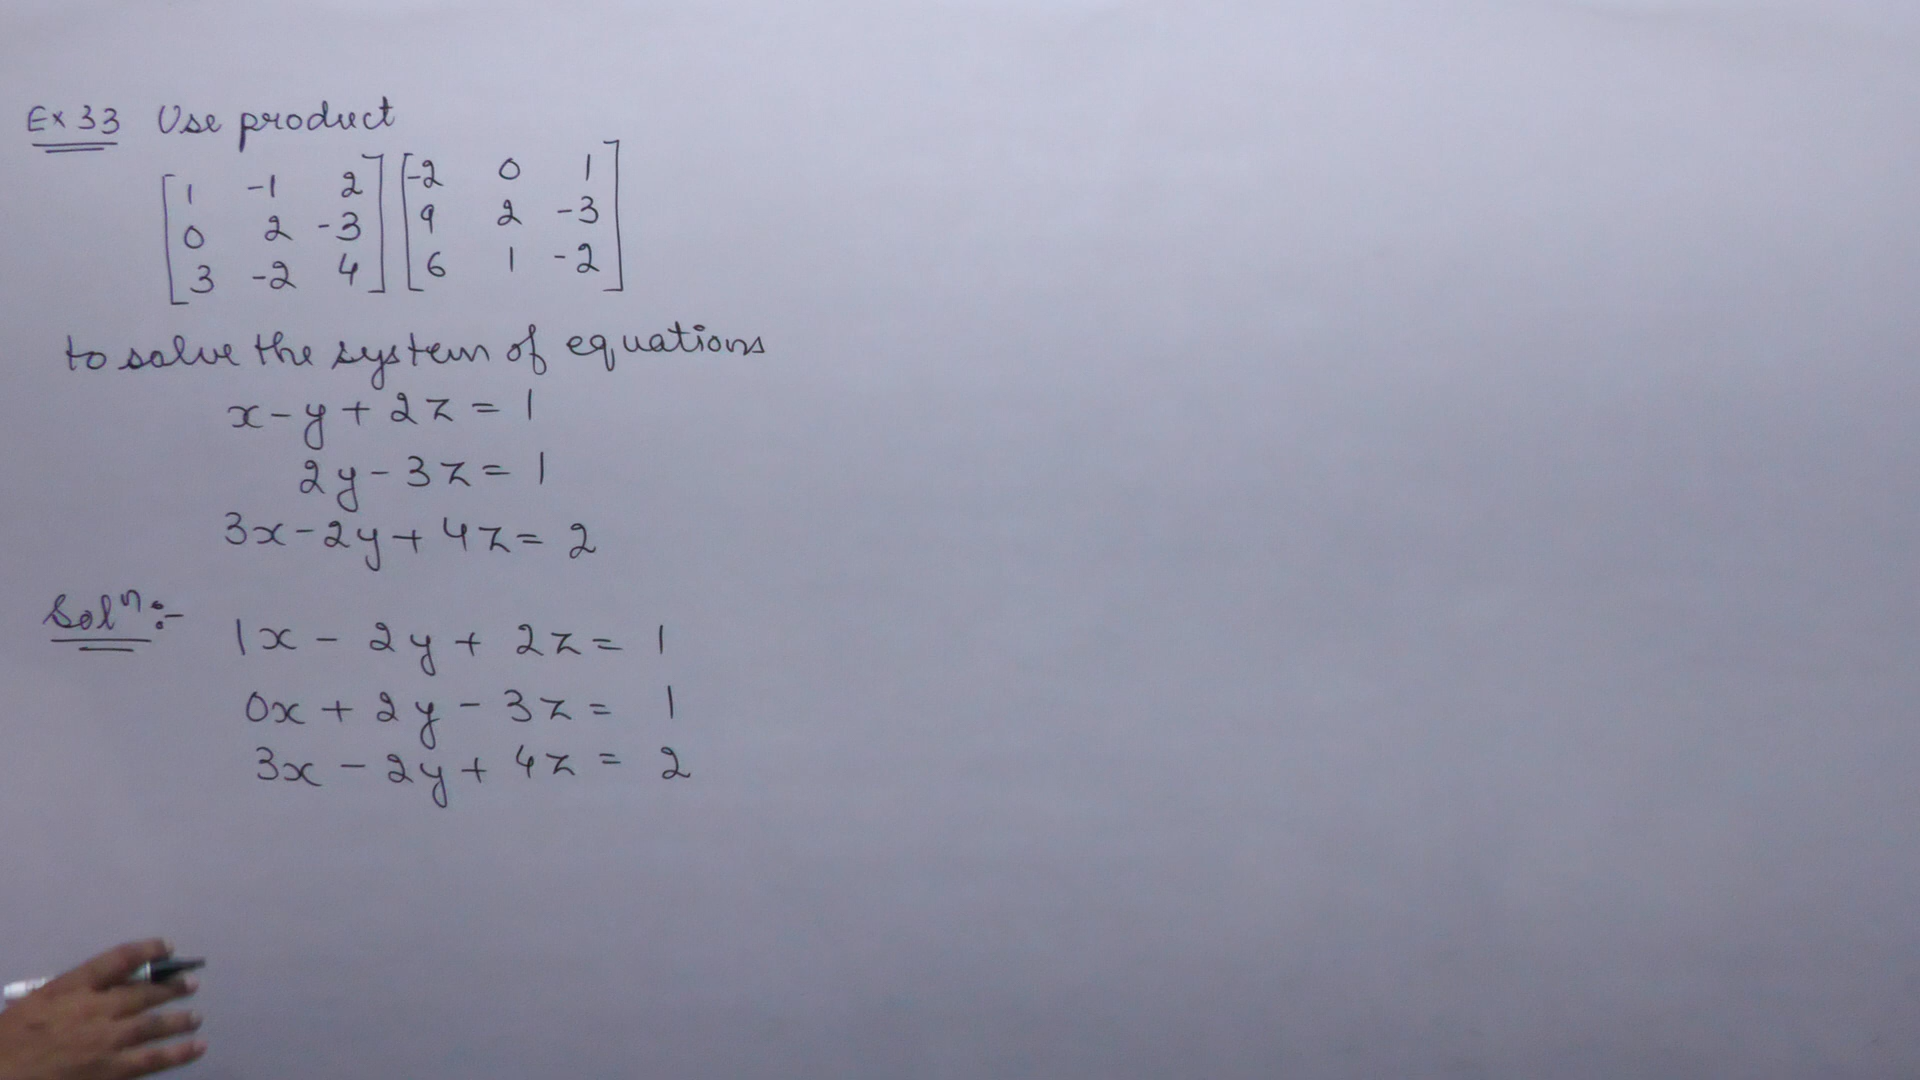 Ex 33 Use product
[1 -1 2] [-2 0 1]
[0 2 -3] [9 2 -3]
[3 -2 4] [6 1 -2]
to solve the system of equations
x - y + 2z = 1
2y - 3z = 1
3x - 2y + 4z = 2
Solⁿ:-
1x - 2y + 2z = 1
0x + 2y - 3z = 1
3x - 2y + 4z = 2